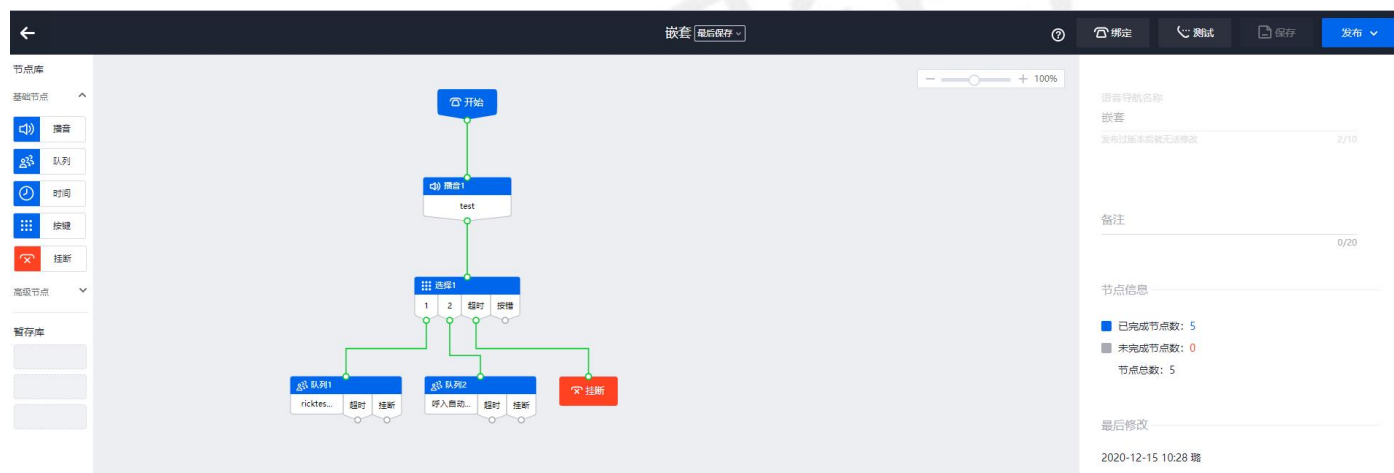 嵌套 最后保存
绑定
测试
保存
发布
节点库
基础节点
播音
队列
时间
按键
挂断
高级节点
暂存库
100%
开始
播音1
test
选择1
1 2 超时 按错
队列1
ricktes... 超时 挂断
队列2
呼入自动... 超时 挂断
挂断
语音导航名称
嵌套
发布过版本后就无法修改 2/10
备注
0/20
节点信息
已完成节点数：5
未完成节点数：0
节点总数：5
最后修改
2020-12-15 10:28 璐